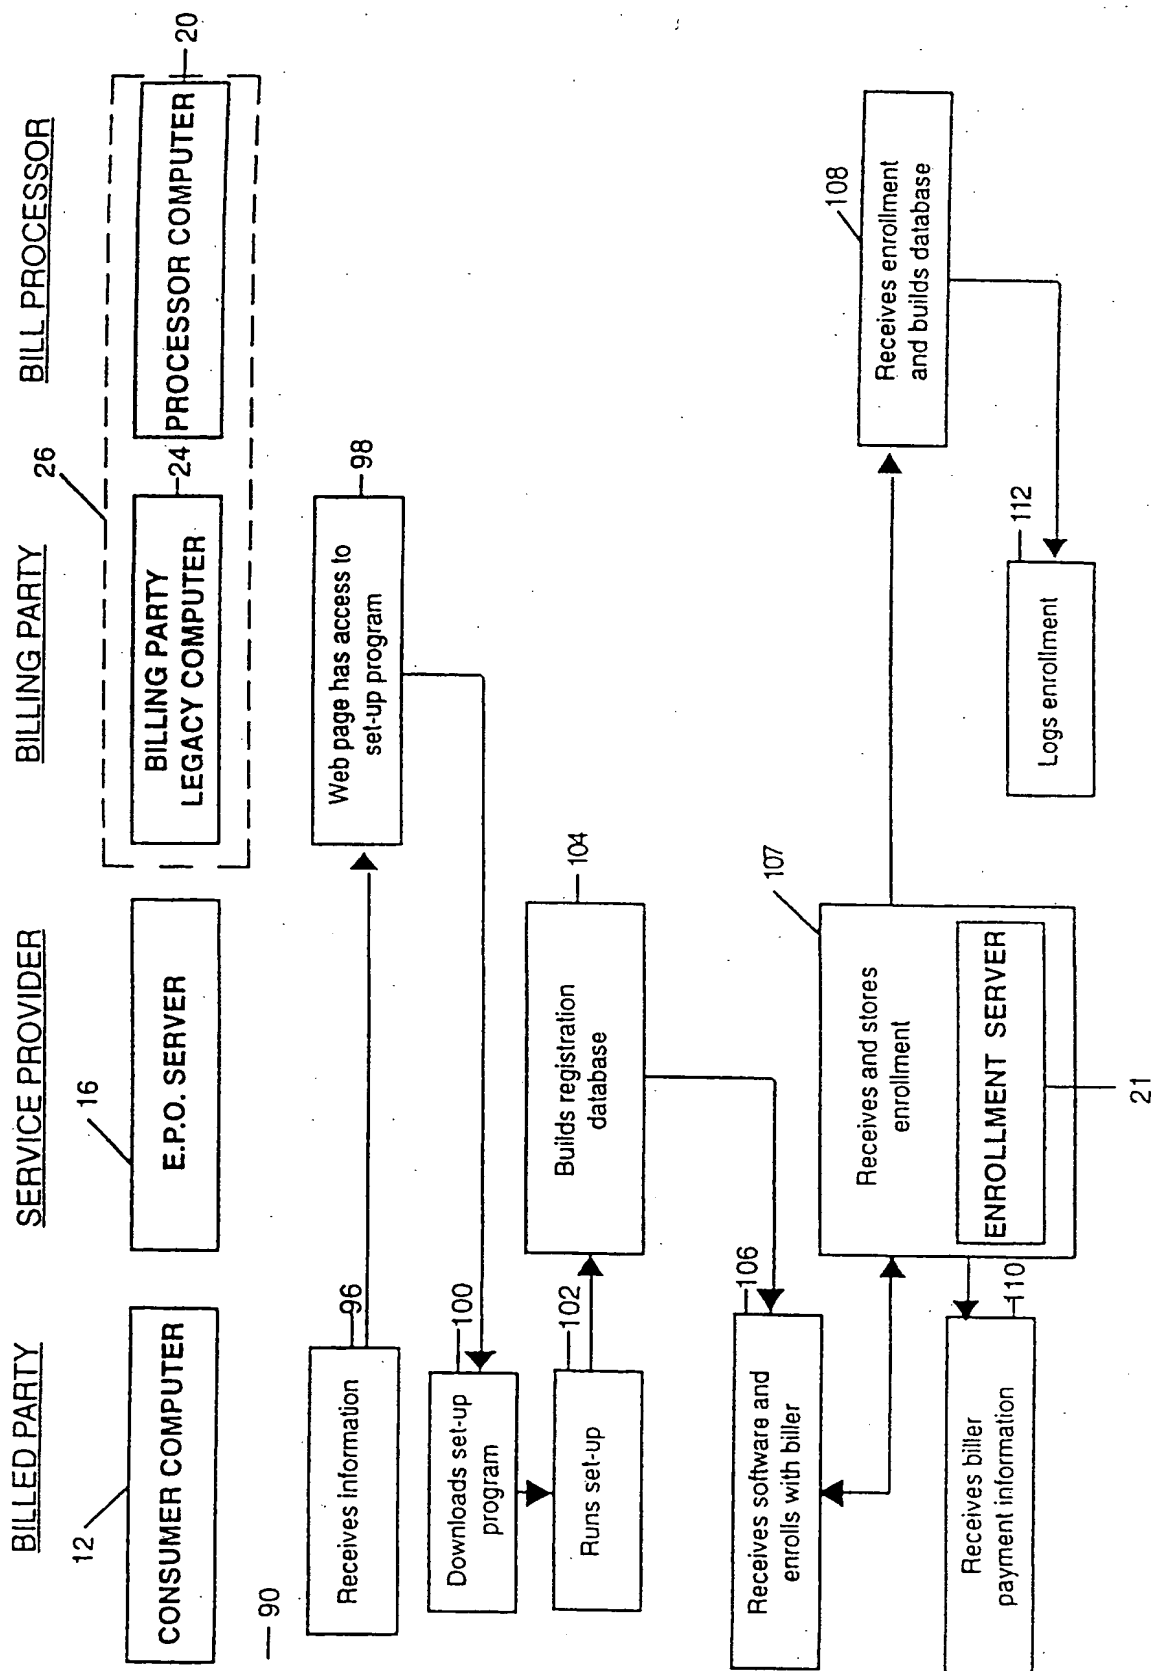 BILLED PARTY
SERVICE PROVIDER
BILLING PARTY
BILL PROCESSOR
12
16
26
CONSUMER COMPUTER
E.P.O. SERVER
BILLING PARTY
LEGACY COMPUTER
24
PROCESSOR COMPUTER
20
90
Receives information
96
Web page has access to
set-up program
98
Downloads set-up
program
100
Runs set-up
102
Builds registration
database
104
Receives software and
enrolls with biller
106
107
Receives and stores
enrollment
ENROLLMENT SERVER
21
108
Receives enrollment
and builds database
Receives biller
payment information
110
Logs enrollment
112